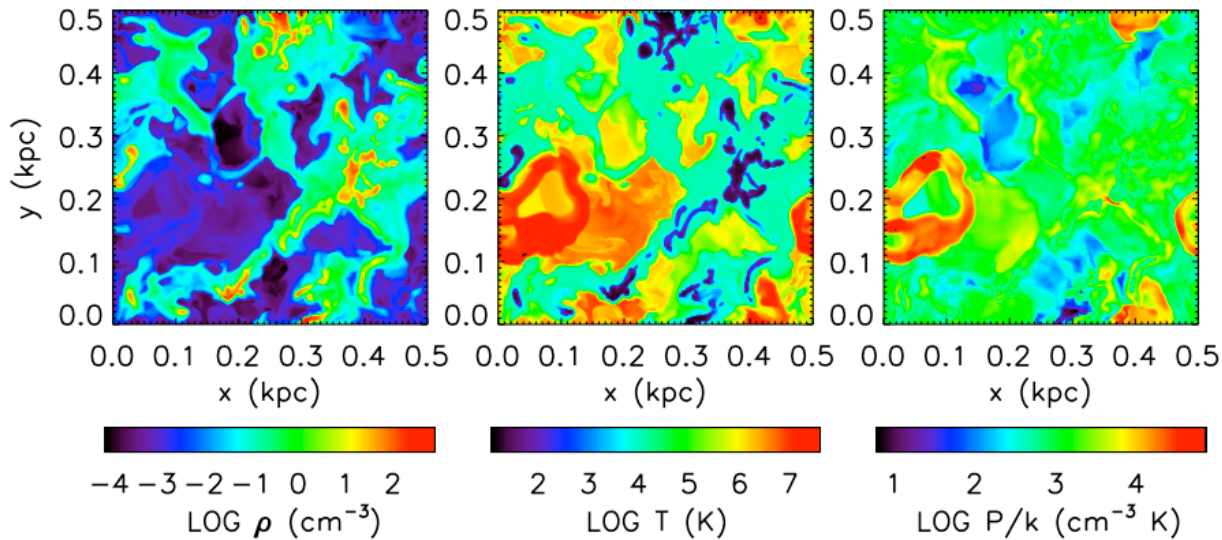 0.5 0.5 0.5
0.4 0.4 0.4
y (kpc) 0.3 0.3 0.3
0.2 0.2 0.2
0.1 0.1 0.1
0.0 0.0 0.0
0.0 0.1 0.2 0.3 0.4 0.5 0.0 0.1 0.2 0.3 0.4 0.5 0.0 0.1 0.2 0.3 0.4 0.5
x (kpc) x (kpc) x (kpc)
−4 −3 −2 −1 0 1 2 2 3 4 5 6 7 1 2 3 4
LOG ρ (cm⁻³) LOG T (K) LOG P/k (cm⁻³ K)